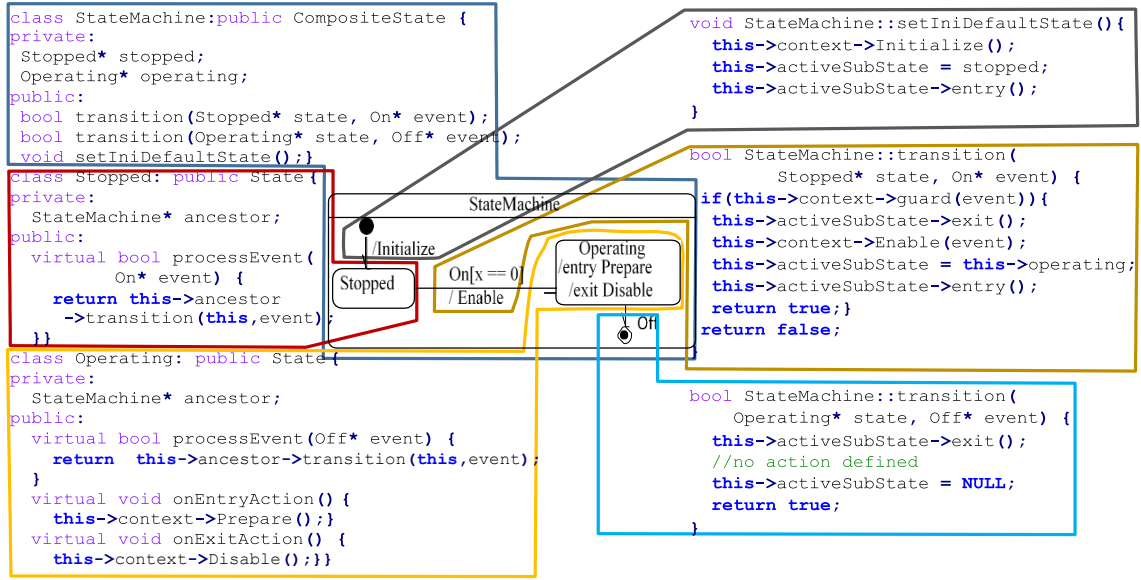 class StateMachine:public CompositeState {
private:
Stopped* stopped;
Operating* operating;
public:
bool transition(Stopped* state, On* event);
bool transition(Operating* state, Off* event);
void setIniDefaultState();}
class Stopped: public State{
private:
StateMachine* ancestor;
public:
virtual bool processEvent(
On* event) {
return this->ancestor
->transition(this,event);
}}
class Operating: public State{
private:
StateMachine* ancestor;
public:
virtual bool processEvent(Off* event) {
return this->ancestor->transition(this,event);
}
virtual void onEntryAction(){
this->context->Prepare();}
virtual void onExitAction() {
this->context->Disable();}}
StateMachine
/Initialize
Stopped
On[x == 0]
/ Enable
Operating
/entry Prepare
/exit Disable
Off
void StateMachine::setIniDefaultState(){
this->context->Initialize();
this->activeSubState = stopped;
this->activeSubState->entry();
}
bool StateMachine::transition(
Stopped* state, On* event) {
if(this->context->guard(event)){
this->activeSubState->exit();
this->context->Enable(event);
this->activeSubState = this->operating;
this->activeSubState->entry();
return true;}
return false;
}
bool StateMachine::transition(
Operating* state, Off* event) {
this->activeSubState->exit();
//no action defined
this->activeSubState = NULL;
return true;
}